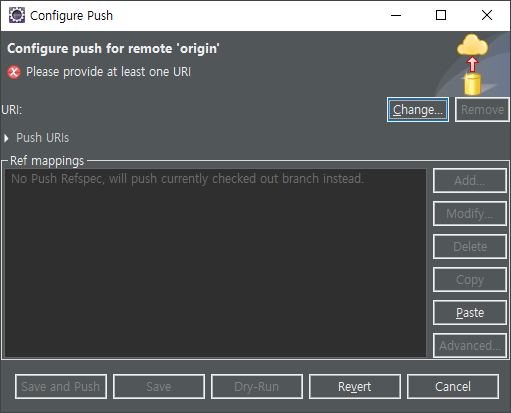 Configure Push
Configure push for remote 'origin'
Please provide at least one URI
URI:
Change...
Remove
Push URIs
Ref mappings
No Push Refspec, will push currently checked out branch instead.
Add...
Modify...
Delete
Copy
Paste
Advanced...
Save and Push
Save
Dry-Run
Revert
Cancel